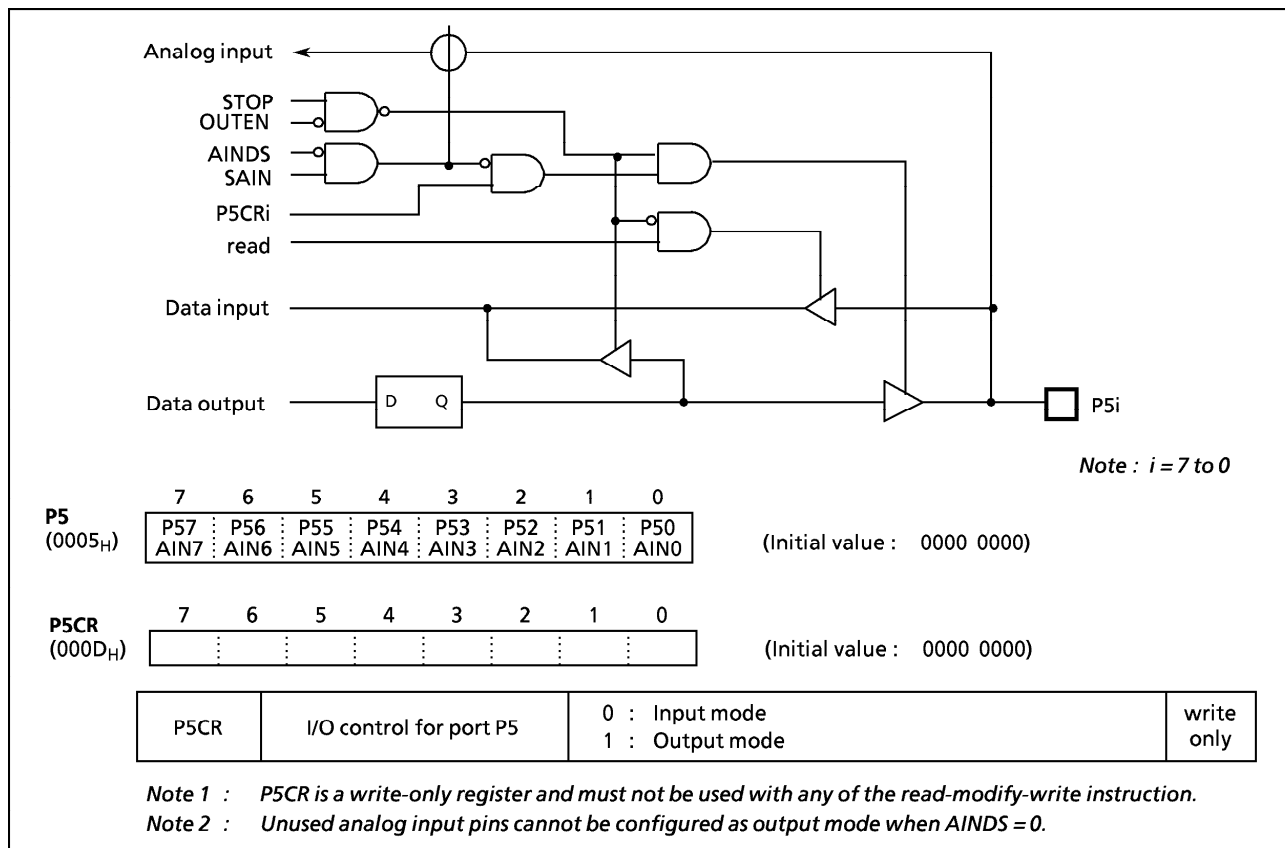 Analog input
STOP
OUTEN
AINDS
SAIN
P5CRi
read
Data input
Data output
D Q
P5i
Note : i = 7 to 0
7 6 5 4 3 2 1 0
P5
(0005H)
P57 P56 P55 P54 P53 P52 P51 P50
AIN7 AIN6 AIN5 AIN4 AIN3 AIN2 AIN1 AIN0
(Initial value : 0000 0000)
7 6 5 4 3 2 1 0
P5CR
(000DH)
(Initial value : 0000 0000)
P5CR I/O control for port P5 0 : Input mode
1 : Output mode
write
only
Note 1 : P5CR is a write-only register and must not be used with any of the read-modify-write instruction.
Note 2 : Unused analog input pins cannot be configured as output mode when AINDS = 0.